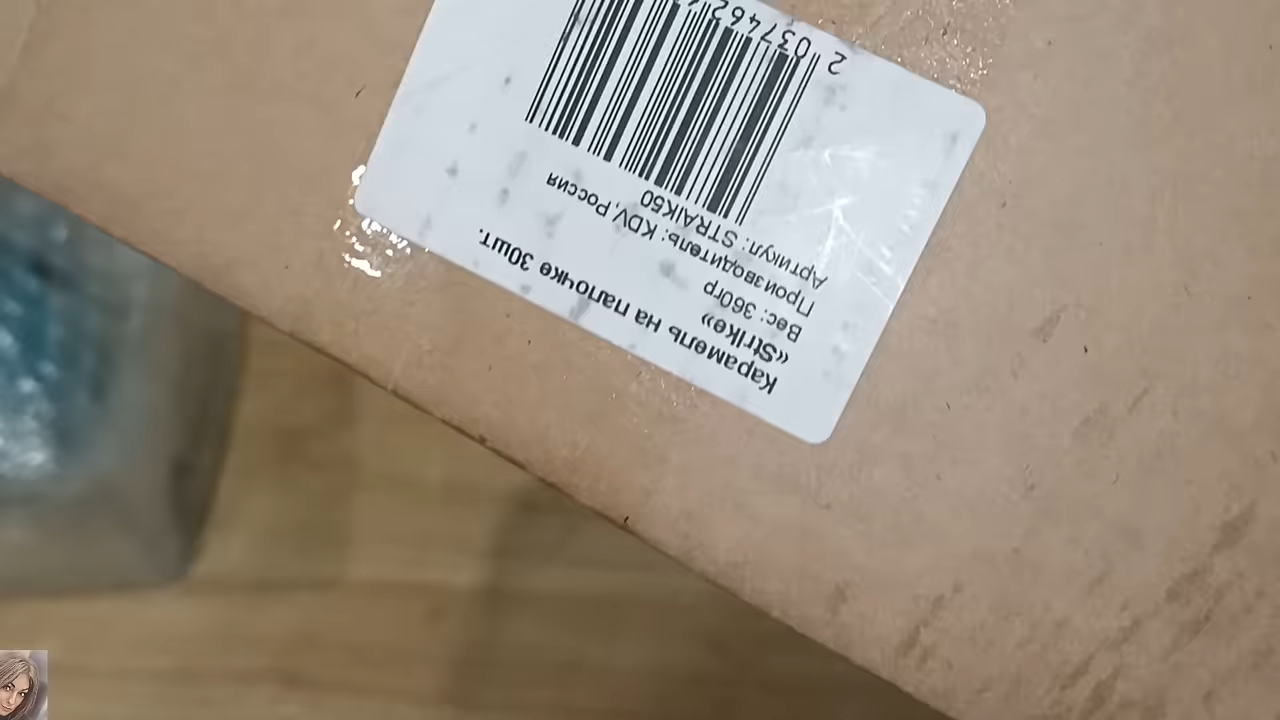 Карамель на палочке 30шт.
«Strike»
Вес: 360гр
Производитель: KDV, Россия
Артикул: STRAIK50
2 037462